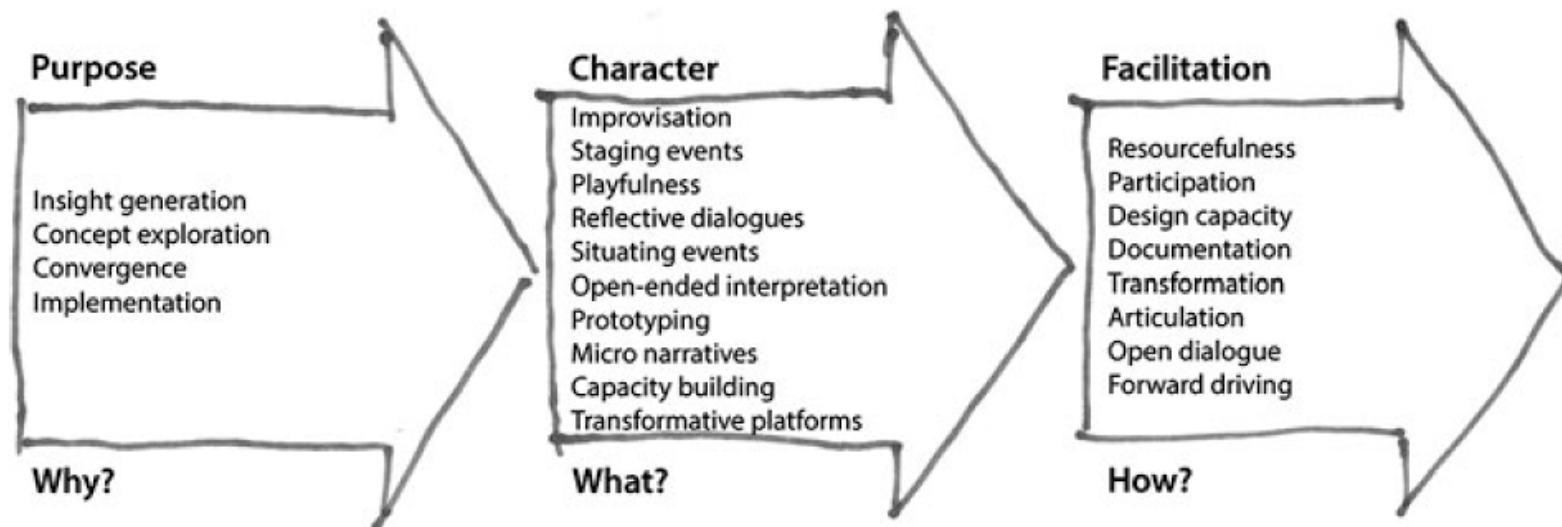 Purpose
Insight generation
Concept exploration
Convergence
Implementation
Why?
Character
Improvisation
Staging events
Playfulness
Reflective dialogues
Situating events
Open-ended interpretation
Prototyping
Micro narratives
Capacity building
Transformative platforms
What?
Facilitation
Resourcefulness
Participation
Design capacity
Documentation
Transformation
Articulation
Open dialogue
Forward driving
How?